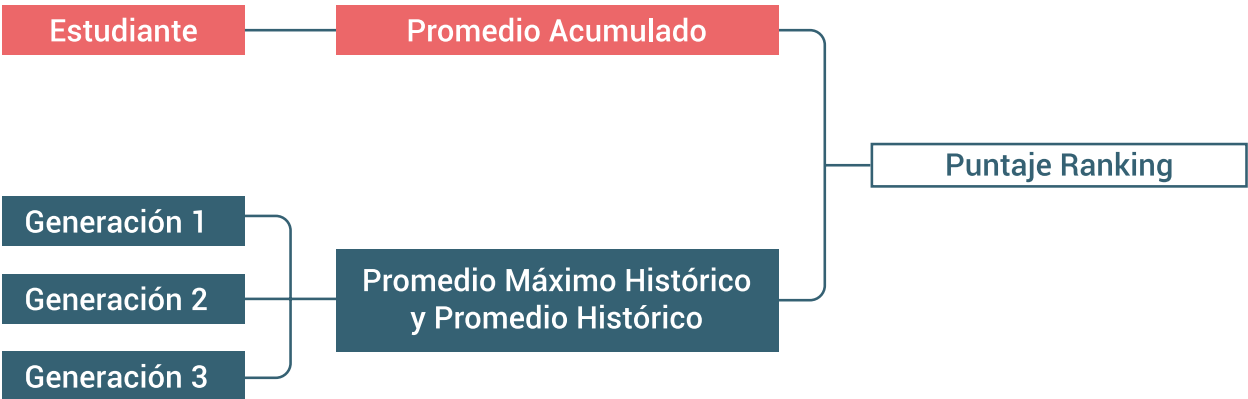 Estudiante
Promedio Acumulado
Puntaje Ranking
Generación 1
Generación 2
Generación 3
Promedio Máximo Histórico
y Promedio Histórico